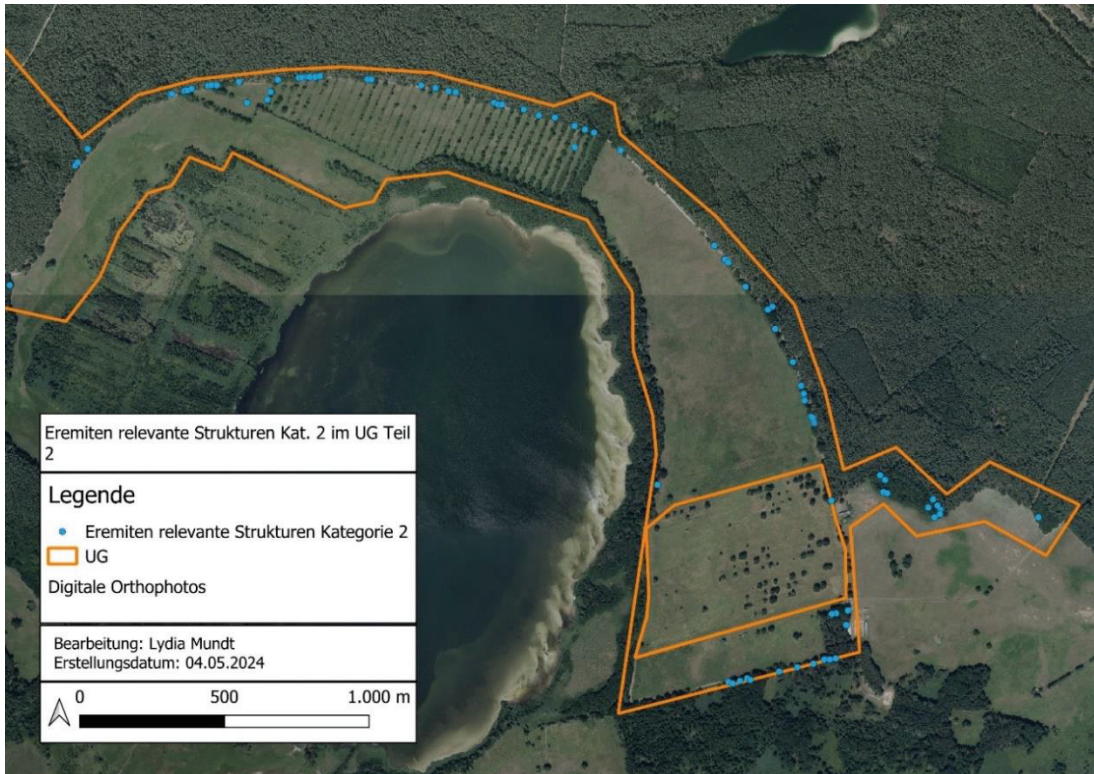 Eremiten relevante Strukturen Kat. 2 im UG Teil
2
Legende
Eremiten relevante Strukturen Kategorie 2
UG
Digitale Orthophotos
Bearbeitung: Lydia Mundt
Erstellungsdatum: 04.05.2024
0 500 1.000 m